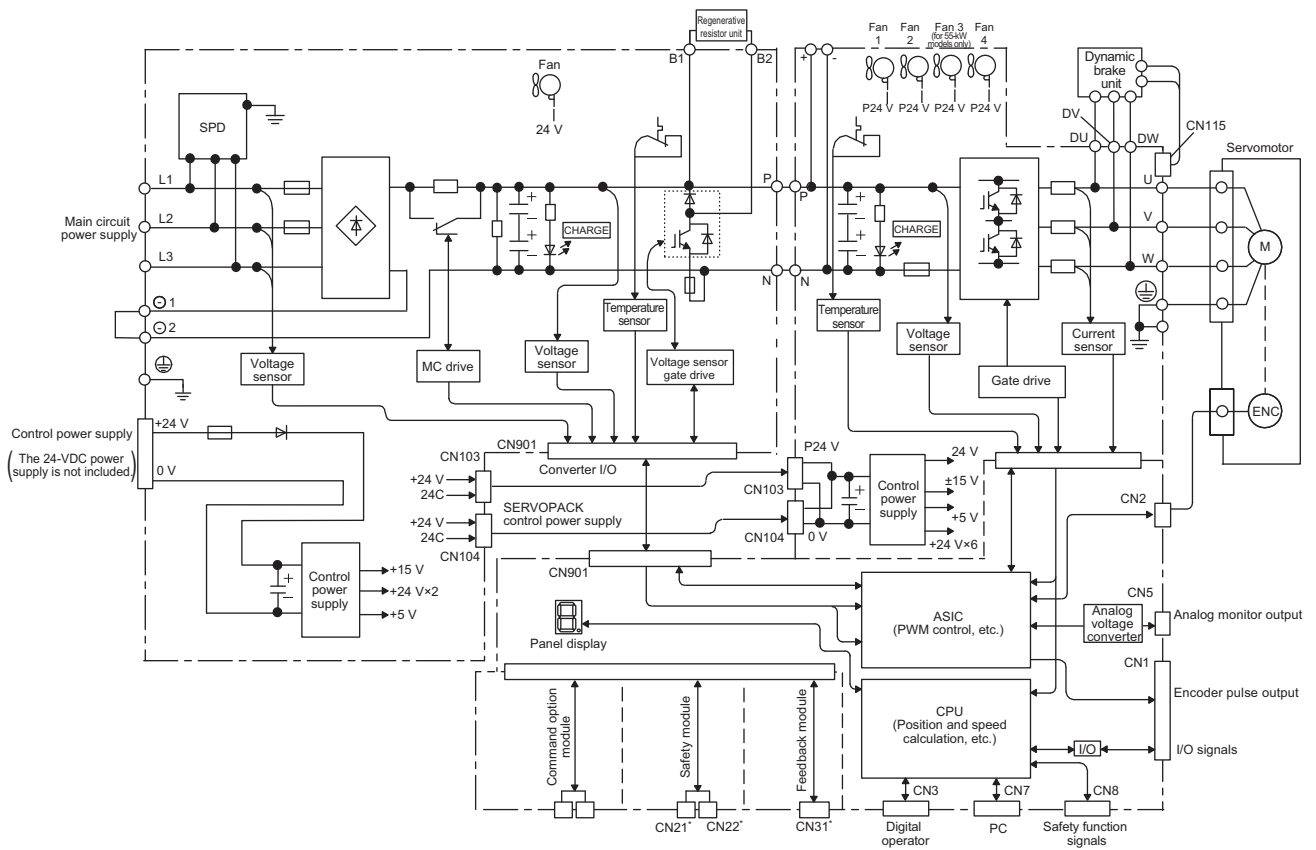 Regenerative
resistor unit
B1
B2
+
-
Fan
1
Fan
2
Fan 3
(for 55-kW
models only)
Fan
4
P24 V
P24 V
P24 V
P24 V
Fan
24 V
SPD
Dynamic
brake
unit
DV
DU
DW
CN115
Servomotor
Main circuit
power supply
L1
L2
L3
⊖ 1
⊖ 2
P
P
N
N
CHARGE
CHARGE
U
V
W
M
ENC
Voltage
sensor
MC drive
Voltage
sensor
Temperature
sensor
Voltage sensor
gate drive
Temperature
sensor
Voltage
sensor
Gate drive
Current
sensor
Control power supply
(The 24-VDC power
supply is not included.)
+24 V
0 V
CN901
Converter I/O
CN103
+24 V
24C
+24 V
24C
CN104
SERVOPACK
control power supply
P24 V
CN103
CN104
0 V
Control
power
supply
24 V
±15 V
+5 V
+24 V×6
CN2
Control
power
supply
+15 V
+24 V×2
+5 V
CN901
Panel display
ASIC
(PWM control, etc.)
Analog
voltage
converter
CN5
Analog monitor output
CN1
Encoder pulse output
CPU
(Position and speed
calculation, etc.)
I/O
I/O signals
Command option
module
Safety module
Feedback module
CN21*
CN22*
CN31*
CN3
CN7
CN8
Digital
operator
PC
Safety function
signals